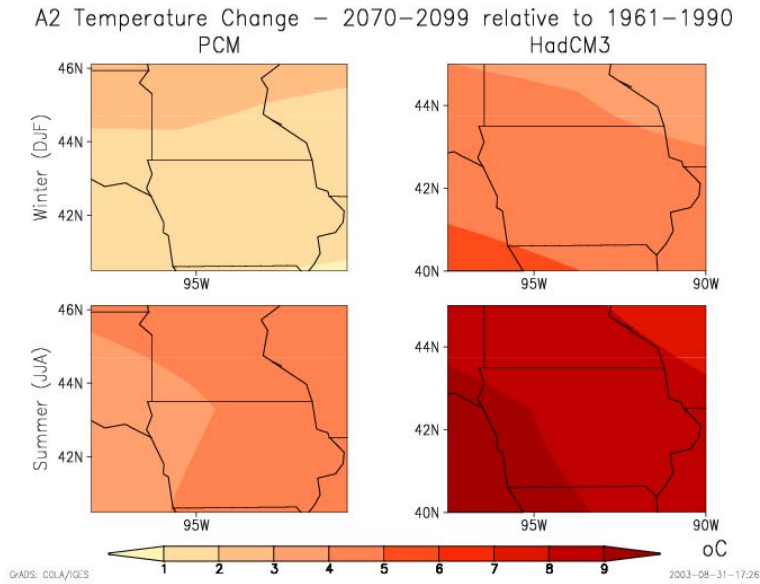 A2 Temperature Change – 2070–2099 relative to 1961–1990
PCM HadCM3
Winter (DJF)
46N
44N
42N
95W
44N
42N
40N
95W 90W
Summer (JJA)
46N
44N
42N
95W
44N
42N
40N
95W 90W
1 2 3 4 5 6 7 8 9
oC
GrADS: COLA/IGES 2003-08-31-17:26